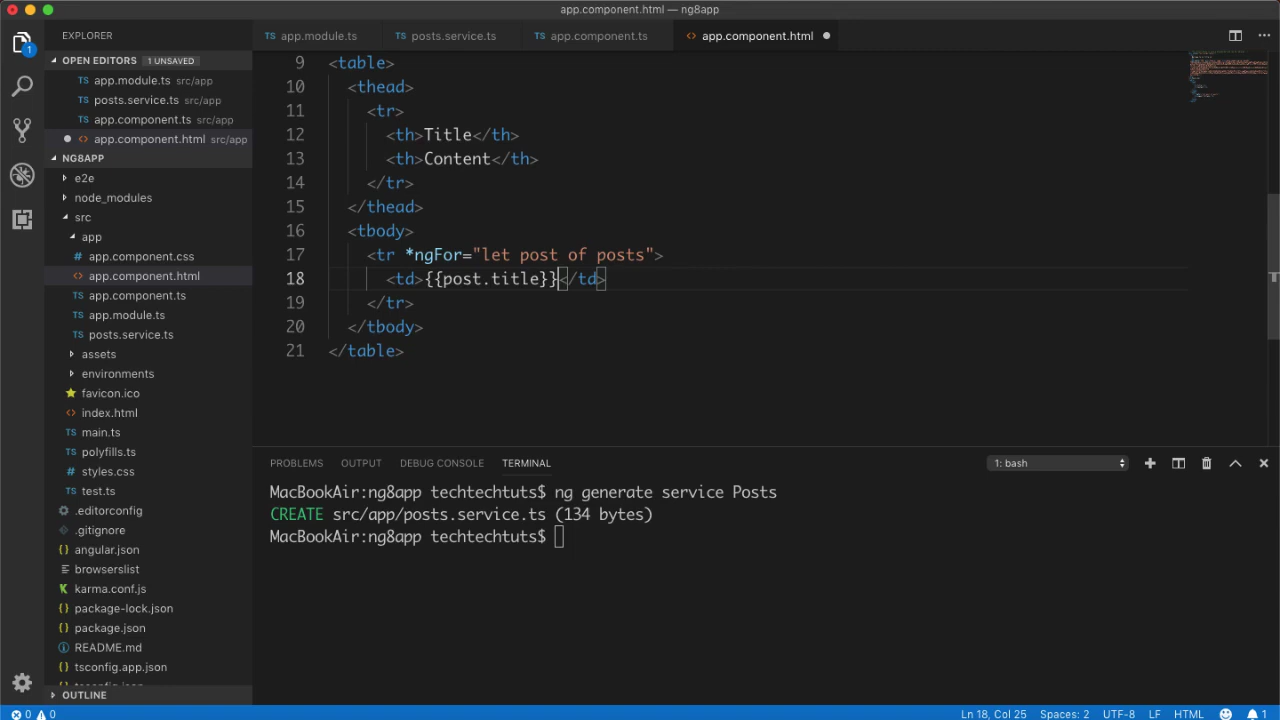 app.component.html — ng8app
EXPLORER
app.module.ts
posts.service.ts
app.component.ts
app.component.html
OPEN EDITORS 1 UNSAVED
TS app.module.ts src/app
TS posts.service.ts src/app
TS app.component.ts src/app
<> app.component.html src/app
NG8APP
e2e
node_modules
src
app
# app.component.css
<> app.component.html
TS app.component.ts
TS app.module.ts
TS posts.service.ts
assets
environments
favicon.ico
<> index.html
TS main.ts
TS polyfills.ts
# styles.css
TS test.ts
.editorconfig
.gitignore
{} angular.json
browserslist
karma.conf.js
{} package-lock.json
{} package.json
README.md
{} tsconfig.app.json
OUTLINE
9 <table>
10 <thead>
11 <tr>
12 <th>Title</th>
13 <th>Content</th>
14 </tr>
15 </thead>
16 <tbody>
17 <tr *ngFor="let post of posts">
18 <td>{{post.title}}</td>
19 </tr>
20 </tbody>
21 </table>
PROBLEMS OUTPUT DEBUG CONSOLE TERMINAL 1: bash
MacBookAir:ng8app techtechtuts$ ng generate service Posts
CREATE src/app/posts.service.ts (134 bytes)
MacBookAir:ng8app techtechtuts$
0 0 Ln 18, Col 25 Spaces: 2 UTF-8 LF HTML 1